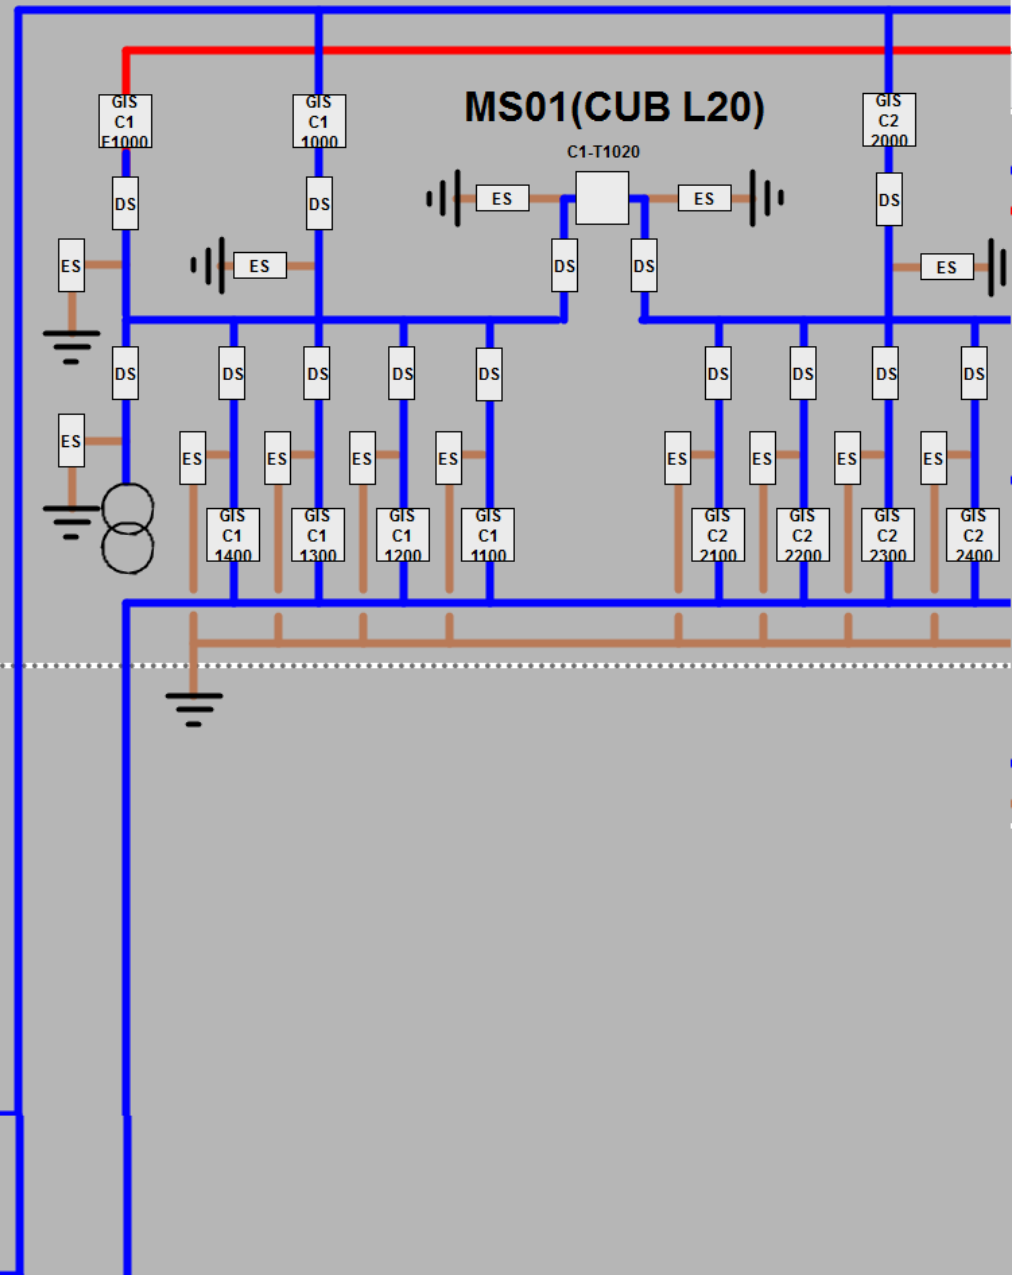 GIS
C1
E1000
GIS
C1
1000
MS01(CUB L20)
GIS
C2
2000
C1-T1020
DS
DS
ES
ES
DS
ES
ES
DS
DS
ES
ES
DS
DS
DS
DS
DS
DS
DS
DS
DS
ES
ES
ES
ES
ES
ES
ES
ES
ES
GIS
C1
1400
GIS
C1
1300
GIS
C1
1200
GIS
C1
1100
GIS
C2
2100
GIS
C2
2200
GIS
C2
2300
GIS
C2
2400